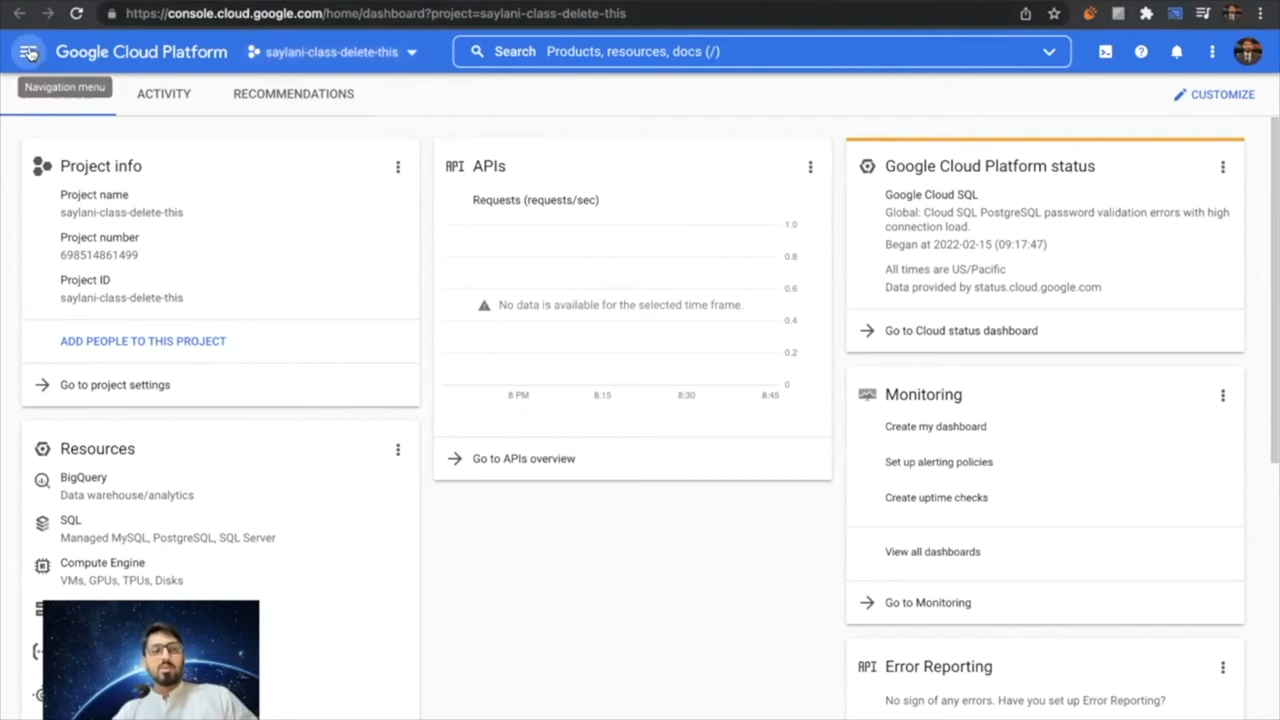 https://console.cloud.google.com/home/dashboard?project=saylani-class-delete-this
Google Cloud Platform
saylani-class-delete-this
Search Products, resources, docs (/)
Navigation menu
ACTIVITY
RECOMMENDATIONS
CUSTOMIZE
Project info
Project name
saylani-class-delete-this
Project number
698514861499
Project ID
saylani-class-delete-this
ADD PEOPLE TO THIS PROJECT
Go to project settings
Resources
BigQuery
Data warehouse/analytics
SQL
Managed MySQL, PostgreSQL, SQL Server
Compute Engine
VMs, GPUs, TPUs, Disks
API APIs
Requests (requests/sec)
1.0
0.8
No data is available for the selected time frame.
0.6
0.4
0.2
0
8 PM 8:15 8:30 8:45
Go to APIs overview
Google Cloud Platform status
Google Cloud SQL
Global: Cloud SQL PostgreSQL password validation errors with high
connection load.
Began at 2022-02-15 (09:17:47)
All times are US/Pacific
Data provided by status.cloud.google.com
Go to Cloud status dashboard
Monitoring
Create my dashboard
Set up alerting policies
Create uptime checks
View all dashboards
Go to Monitoring
API Error Reporting
No sign of any errors. Have you set up Error Reporting?